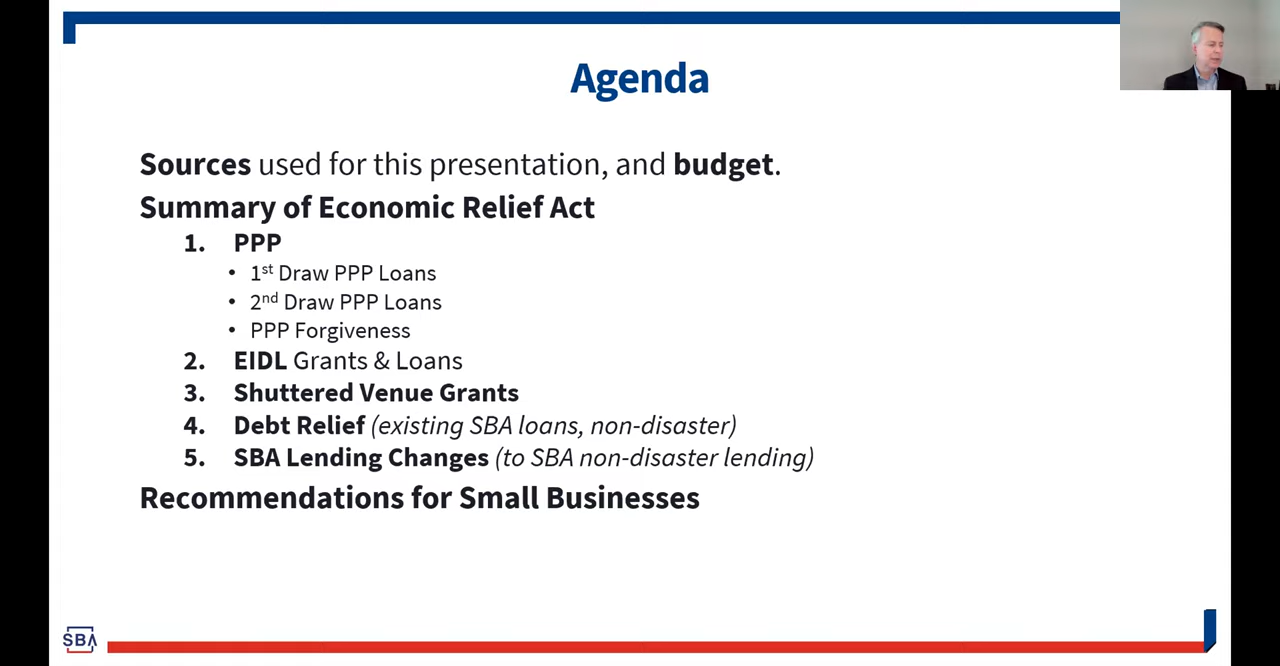 Agenda
Sources used for this presentation, and budget.
Summary of Economic Relief Act
1. PPP
• 1st Draw PPP Loans
• 2nd Draw PPP Loans
• PPP Forgiveness
2. EIDL Grants & Loans
3. Shuttered Venue Grants
4. Debt Relief (existing SBA loans, non-disaster)
5. SBA Lending Changes (to SBA non-disaster lending)
Recommendations for Small Businesses
SBA